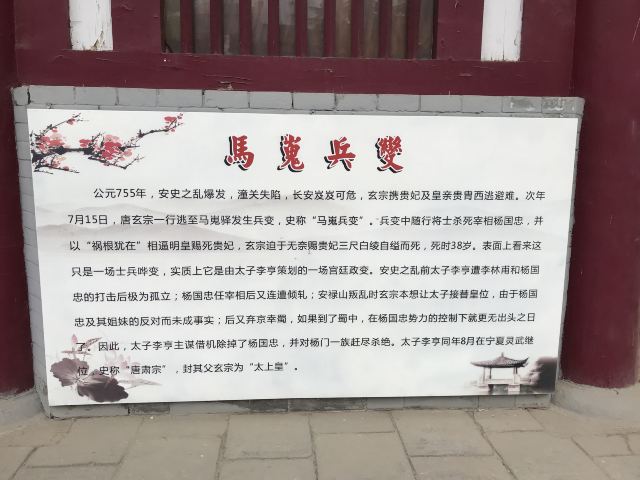 馬嵬兵變
公元755年，安史之乱爆发，潼关失陷，长安岌岌可危，玄宗携贵妃及皇亲贵胄西逃避难。次年
7月15日，唐玄宗一行逃至马嵬驿发生兵变，史称“马嵬兵变”。兵变中随行将士杀死宰相杨国忠，并
以“祸根犹在”相逼明皇赐死贵妃，玄宗迫于无奈赐贵妃三尺白绫自缢而死，死时38岁。表面上看来这
只是一场士兵哗变，实质上它是由太子李亨策划的一场宫廷政变。安史之乱前太子李亨遭李林甫和杨国
忠的打击后极为孤立；杨国忠任宰相后又连遭倾轧；安禄山叛乱时玄宗本想让太子接替皇位，由于杨国
忠及其姐妹的反对而未成事实；后又弃京幸蜀，如果到了蜀中，在杨国忠势力的控制下就更无出头之日
了。因此，太子李亨主谋借机除掉了杨国忠，并对杨门一族赶尽杀绝。太子李亨同年8月在宁夏灵武继
位，史称“唐肃宗”，封其父玄宗为“太上皇”。